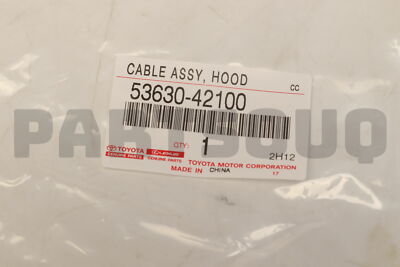 CABLE ASSY, HOOD CC
53630-42100
PARTSOUQ
QTY: 1 2H12
TOYOTA LEXUS TOYOTA MOTOR CORPORATION
GENUINE PARTS GENUINE PARTS 17
MADE IN CHINA